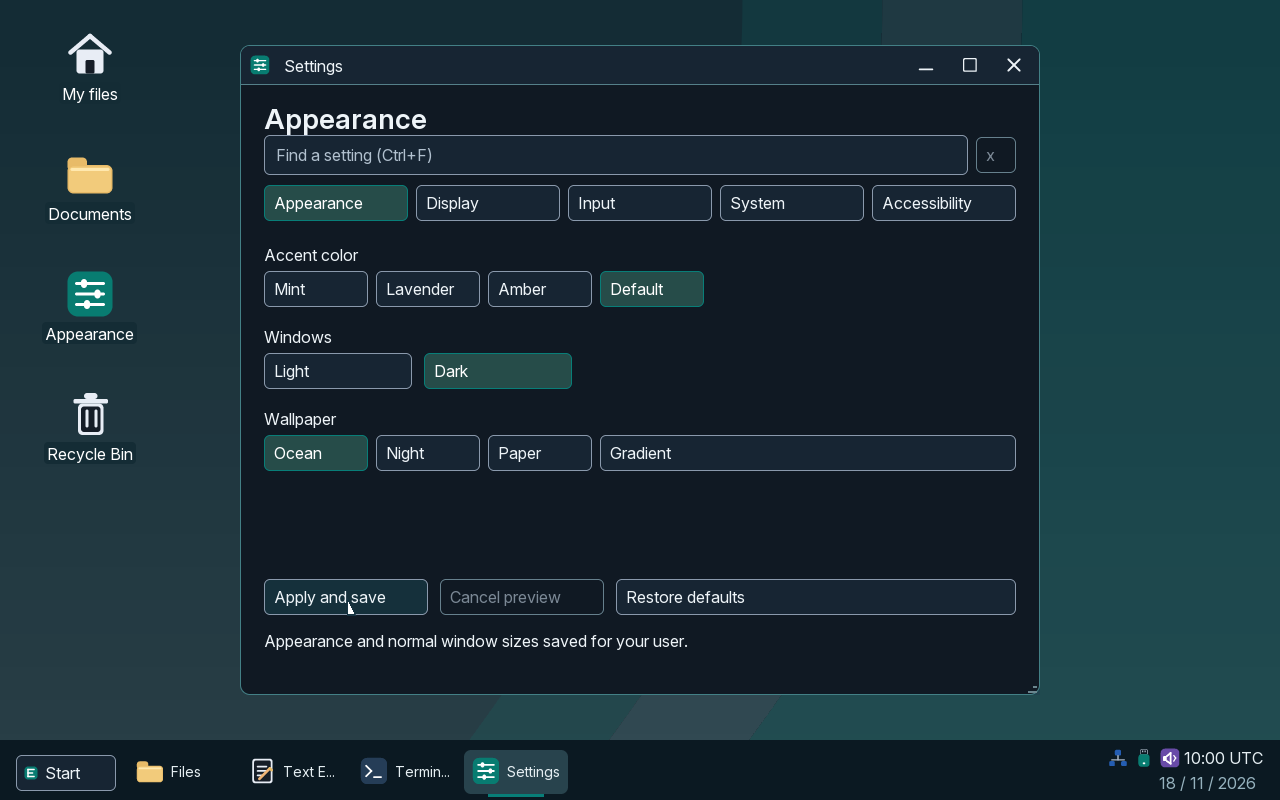 My files
Documents
Appearance
Recycle Bin
Settings
Appearance
Find a setting (Ctrl+F)
x
Appearance
Display
Input
System
Accessibility
Accent color
Mint
Lavender
Amber
Default
Windows
Light
Dark
Wallpaper
Ocean
Night
Paper
Gradient
Apply and save
Cancel preview
Restore defaults
Appearance and normal window sizes saved for your user.
E Start
Files
Text E...
Termin...
Settings
10:00 UTC
18 / 11 / 2026